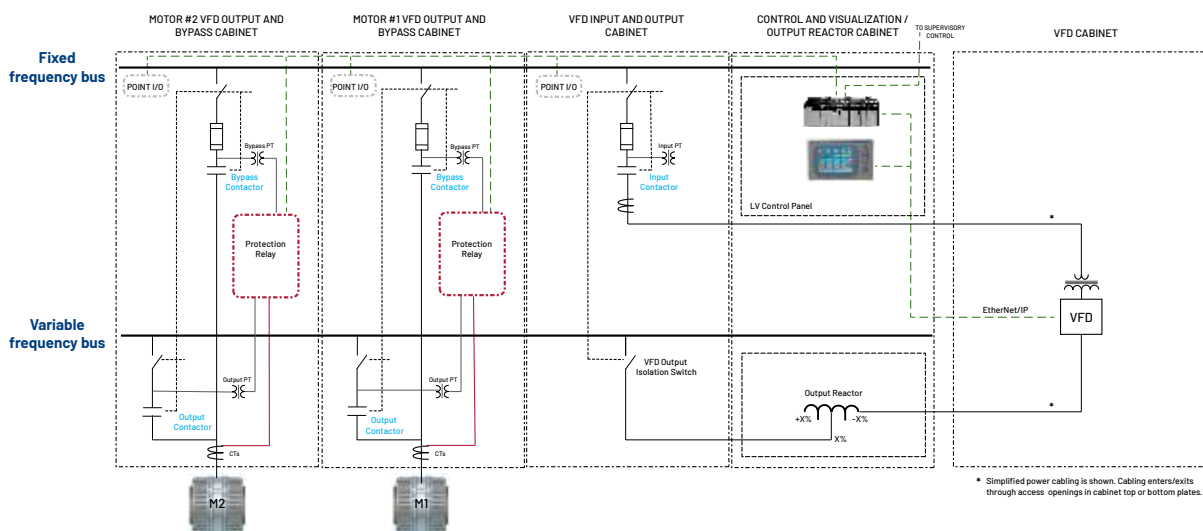 MOTOR #2 VFD OUTPUT AND
BYPASS CABINET
MOTOR #1 VFD OUTPUT AND
BYPASS CABINET
VFD INPUT AND OUTPUT
CABINET
CONTROL AND VISUALIZATION /
OUTPUT REACTOR CABINET
TO SUPERVISORY
CONTROL
VFD CABINET
Fixed
frequency bus
POINT I/O
POINT I/O
POINT I/O
Bypass PT
Bypass PT
Input PT
Bypass
Contactor
Bypass
Contactor
Input
Contactor
LV Control Panel
*
Protection
Relay
Protection
Relay
EtherNet/IP
VFD
Variable
frequency bus
VFD Output
Isolation Switch
Output PT
Output PT
Output Reactor
+X%
-X%
X%
*
Output
Contactor
Output
Contactor
CTs
CTs
M2
M1
* Simplified power cabling is shown. Cabling enters/exits
through access openings in cabinet top or bottom plates.